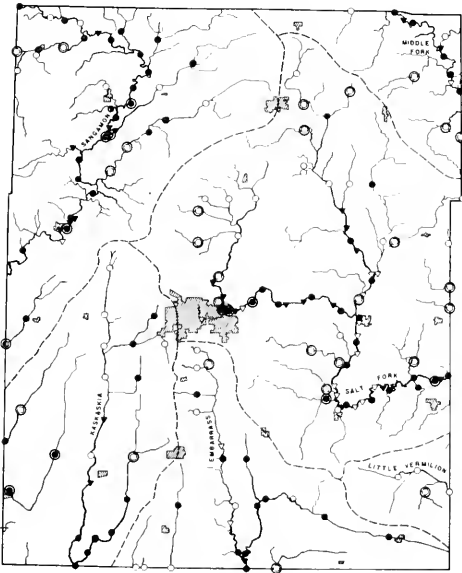 MIDDLE
FORK
SANGAMON
SALT FORK
KASKASKIA
EMBARRASS
LITTLE VERMILION